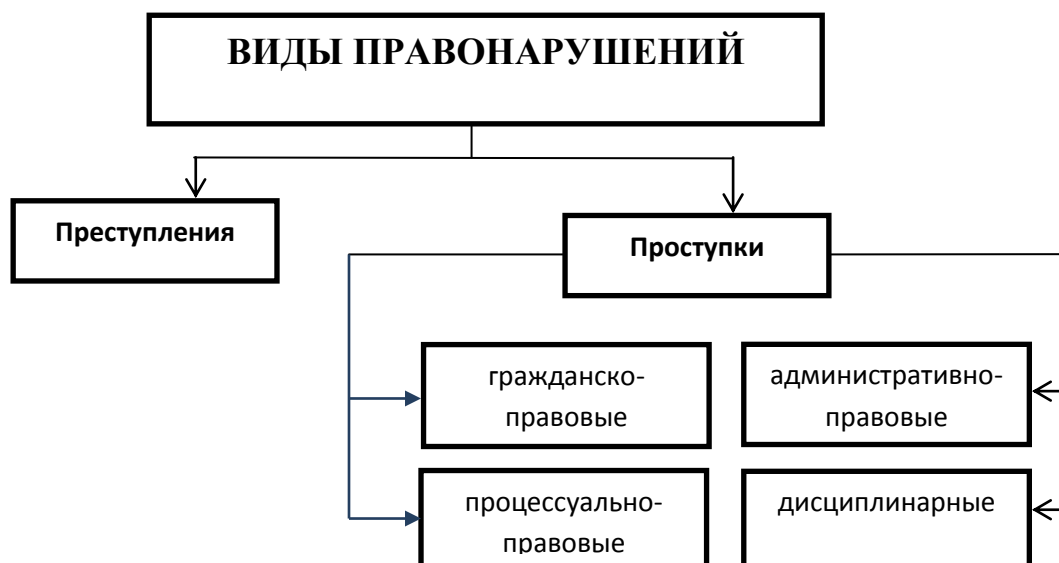 ВИДЫ ПРАВОНАРУШЕНИЙ
Преступления
Проступки
гражданско-
правовые
административно-
правовые
процессуально-
правовые
дисциплинарные